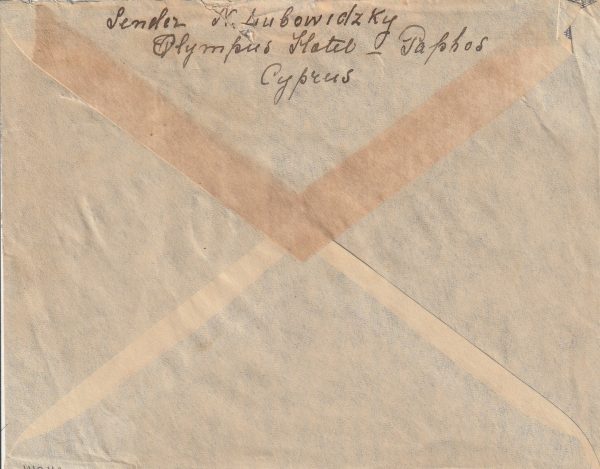 Sender N. Lubowidzky
Olympus Hotel - Paphos
Cyprus